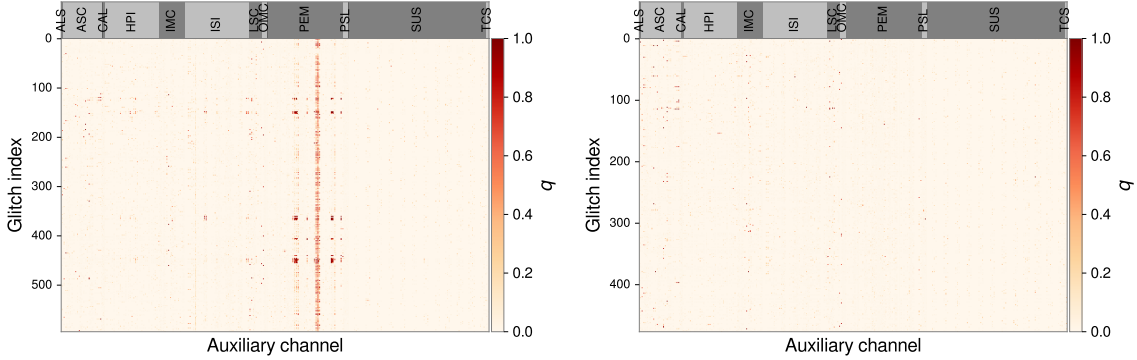 ALS ASC CAL HPI IMC ISI LSC OMC PEM PSL SUS TCS
0
100
200
300
400
500
Glitch index
Auxiliary channel
1.0
0.8
0.6
0.4
0.2
0.0
q
ALS ASC CAL HPI IMC ISI LSC OMC PEM PSL SUS TCS
0
100
200
300
400
Glitch index
Auxiliary channel
1.0
0.8
0.6
0.4
0.2
0.0
q